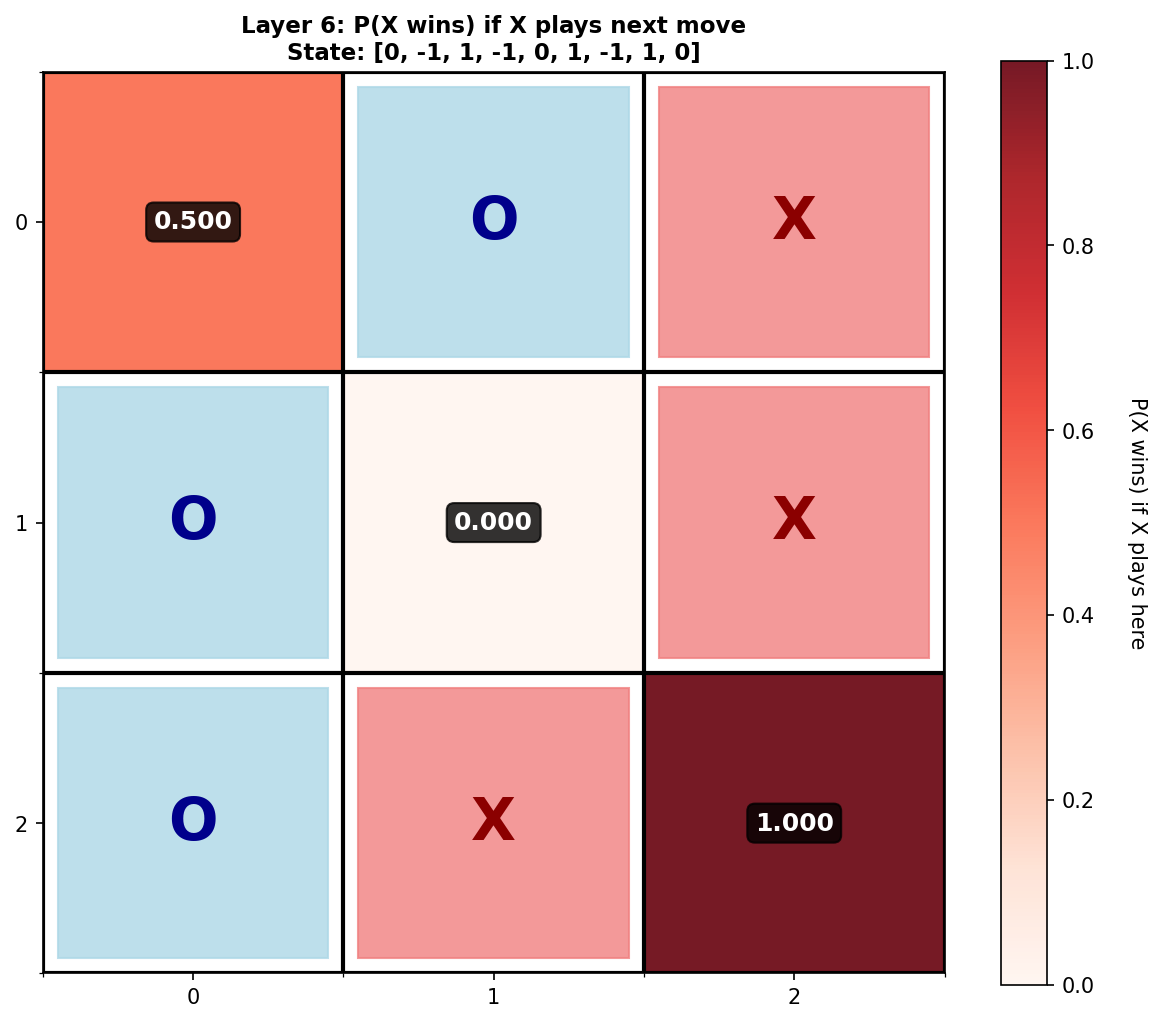 Layer 6: P(X wins) if X plays next move
State: [0, -1, 1, -1, 0, 1, -1, 1, 0]
0
0.500
O
X
1
O
0.000
X
2
O
X
1.000
0
1
2
1.0
0.8
0.6
0.4
0.2
0.0
P(X wins) if X plays here